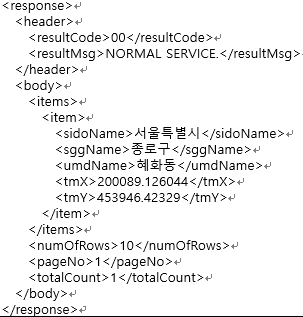 <response>
<header>
<resultCode>00</resultCode>
<resultMsg>NORMAL SERVICE.</resultMsg>
</header>
<body>
<items>
<item>
<sidoName>서울특별시</sidoName>
<sggName>종로구</sggName>
<umdName>혜화동</umdName>
<tmX>200089.126044</tmX>
<tmY>453946.42329</tmY>
</item>
</items>
<numOfRows>10</numOfRows>
<pageNo>1</pageNo>
<totalCount>1</totalCount>
</body>
</response>